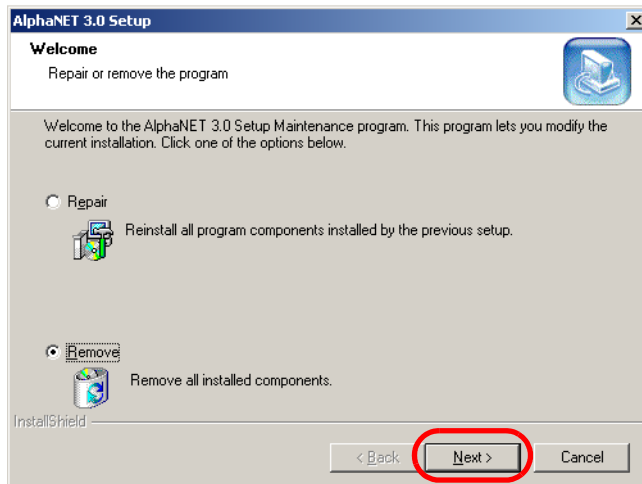 AlphaNET 3.0 Setup
Welcome
Repair or remove the program
Welcome to the AlphaNET 3.0 Setup Maintenance program. This program lets you modify the
current installation. Click one of the options below.
Repair
Reinstall all program components installed by the previous setup.
Remove
Remove all installed components.
InstallShield
< Back
Next >
Cancel